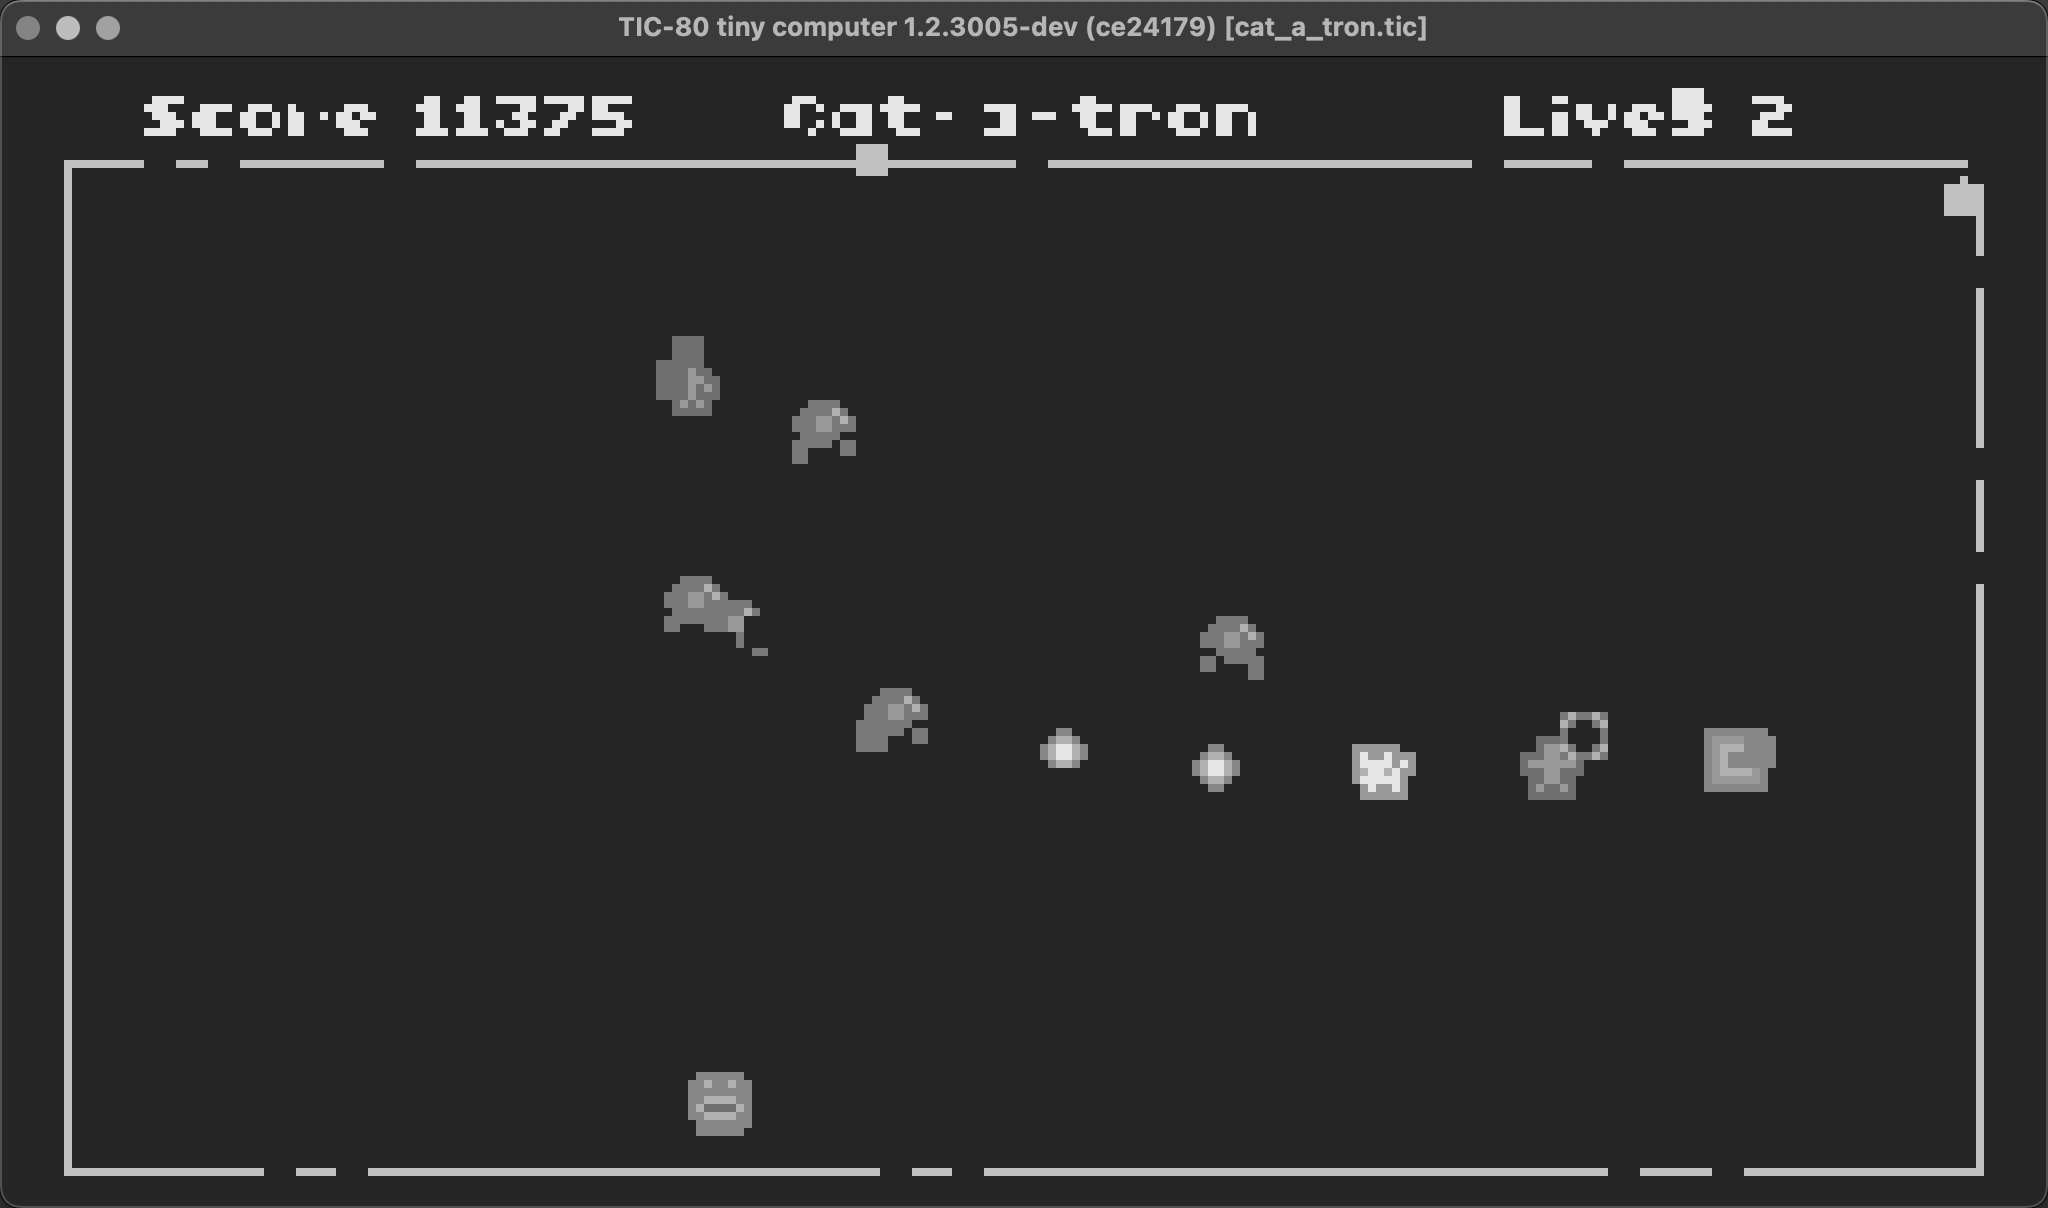 TIC-80 tiny computer 1.2.3005-dev (ce24179) [cat_a_tron.tic]
Score 11375 Cat-a-tron Lives 2